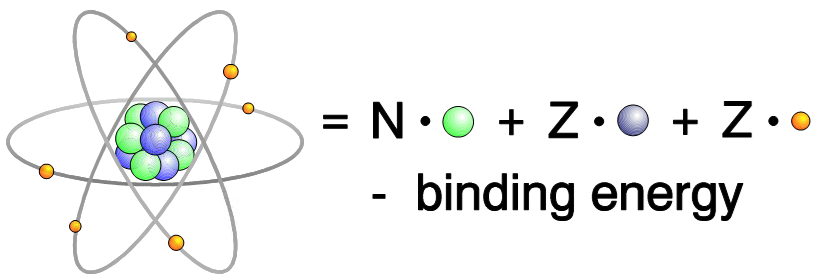 = N · + Z · + Z ·
- binding energy